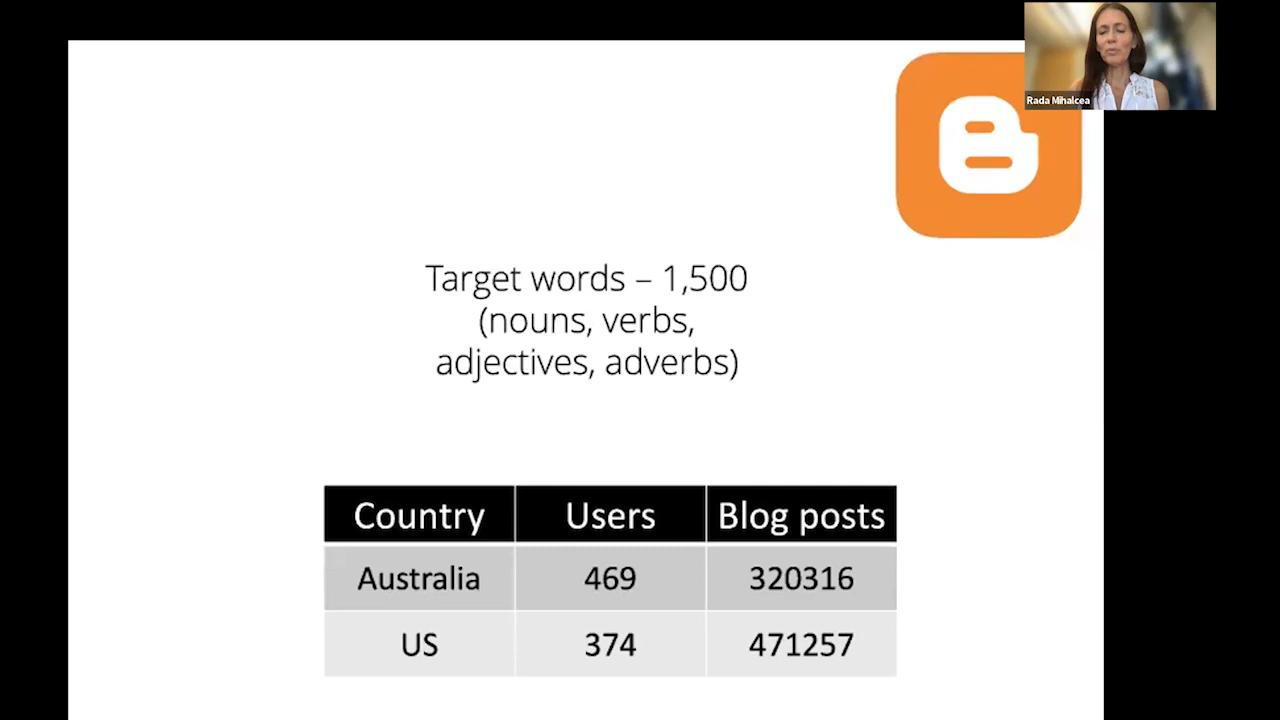 Rada Mihalcea
Target words – 1,500
(nouns, verbs,
adjectives, adverbs)
Country Users Blog posts
Australia 469 320316
US 374 471257